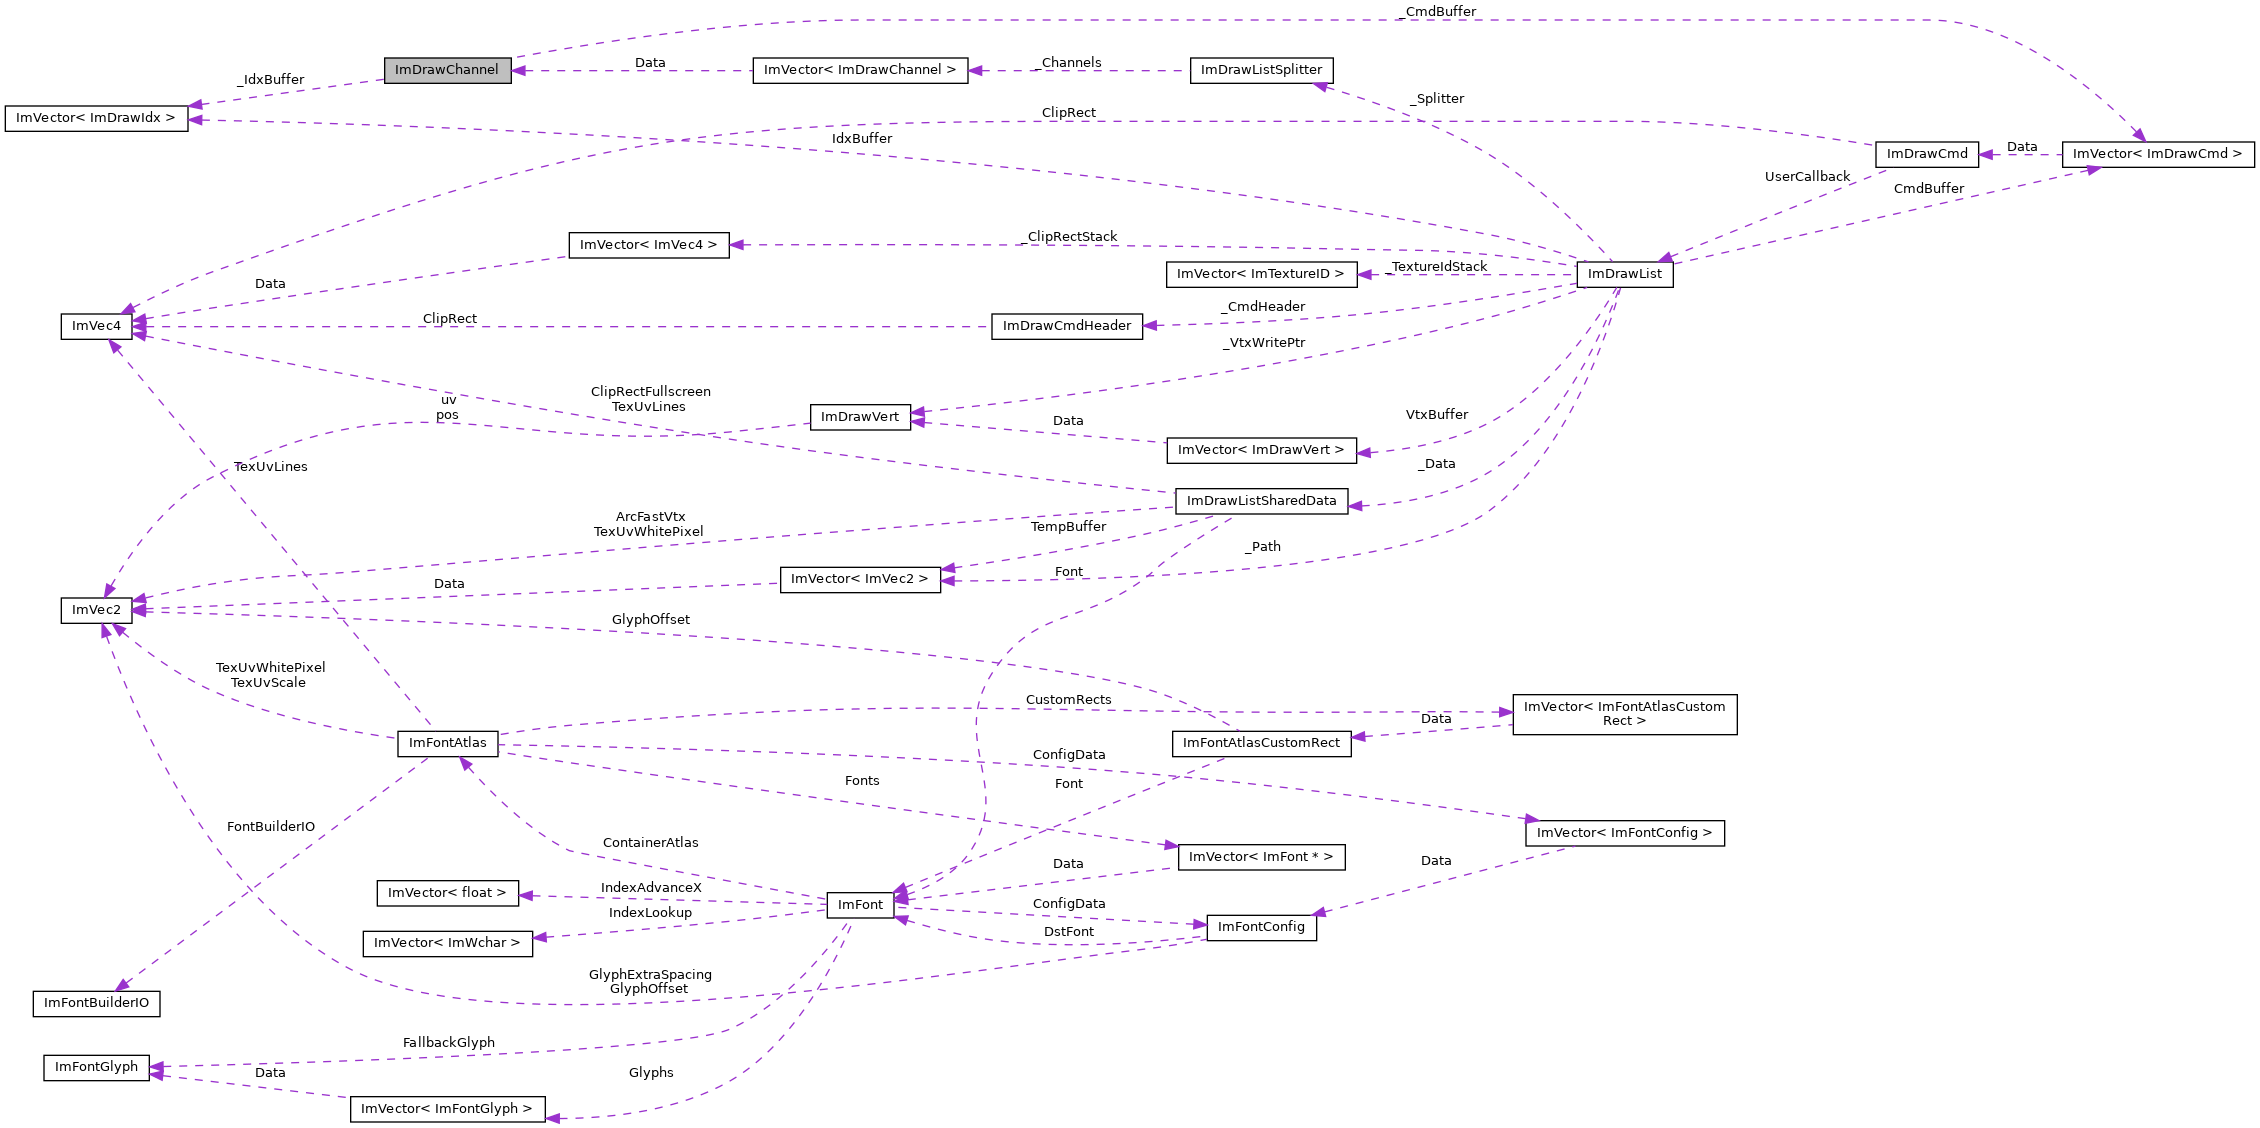 _CmdBuffer
ImDrawChannel
Data
ImVector< ImDrawChannel >
_Channels
ImDrawListSplitter
_IdxBuffer
_Splitter
ImVector< ImDrawIdx >
ClipRect
IdxBuffer
ImDrawCmd
Data
ImVector< ImDrawCmd >
UserCallback
CmdBuffer
ImVector< ImVec4 >
_ClipRectStack
ImVector< ImTextureID >
_TextureIdStack
ImDrawList
Data
_CmdHeader
ImVec4
ClipRect
ImDrawCmdHeader
_VtxWritePtr
ClipRectFullscreen
TexUvLines
uv
pos
ImDrawVert
Data
VtxBuffer
ImVector< ImDrawVert >
TexUvLines
_Data
ImDrawListSharedData
ArcFastVtx
TexUvWhitePixel
TempBuffer
_Path
Font
ImVector< ImVec2 >
Data
ImVec2
GlyphOffset
TexUvWhitePixel
TexUvScale
CustomRects
ImVector< ImFontAtlasCustom
Rect >
Data
ImFontAtlas
ImFontAtlasCustomRect
ConfigData
Fonts
Font
FontBuilderIO
ImVector< ImFontConfig >
ContainerAtlas
ImVector< ImFont * >
Data
Data
ImVector< float >
IndexAdvanceX
ImFont
ConfigData
IndexLookup
ImFontConfig
DstFont
ImVector< ImWchar >
GlyphExtraSpacing
GlyphOffset
ImFontBuilderIO
FallbackGlyph
ImFontGlyph
Data
Glyphs
ImVector< ImFontGlyph >